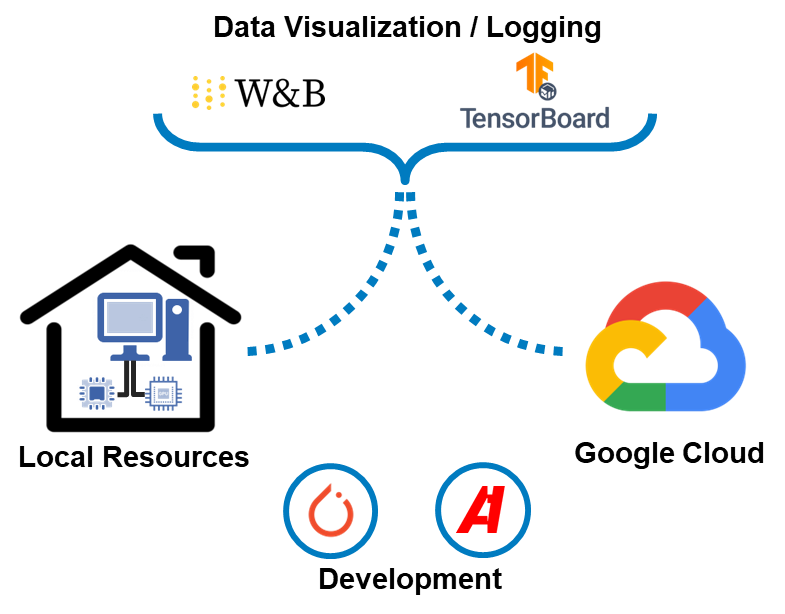 Data Visualization / Logging
W&B
TensorBoard
Local Resources
Google Cloud
Development